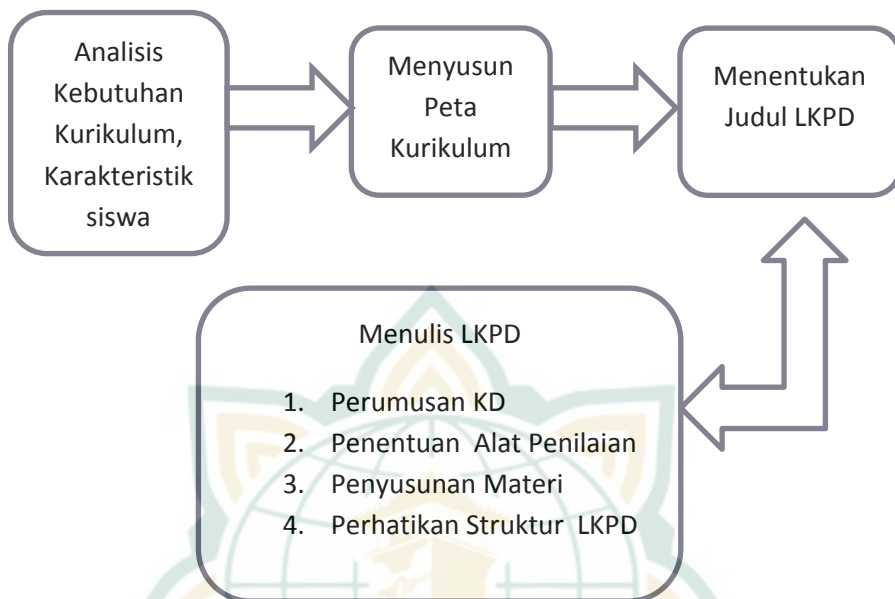 Analisis
Kebutuhan
Kurikulum,
Karakteristik
siswa
Menyusun
Peta
Kurikulum
Menentukan
Judul LKPD
Menulis LKPD
1. Perumusan KD
2. Penentuan Alat Penilaian
3. Penyusunan Materi
4. Perhatikan Struktur LKPD